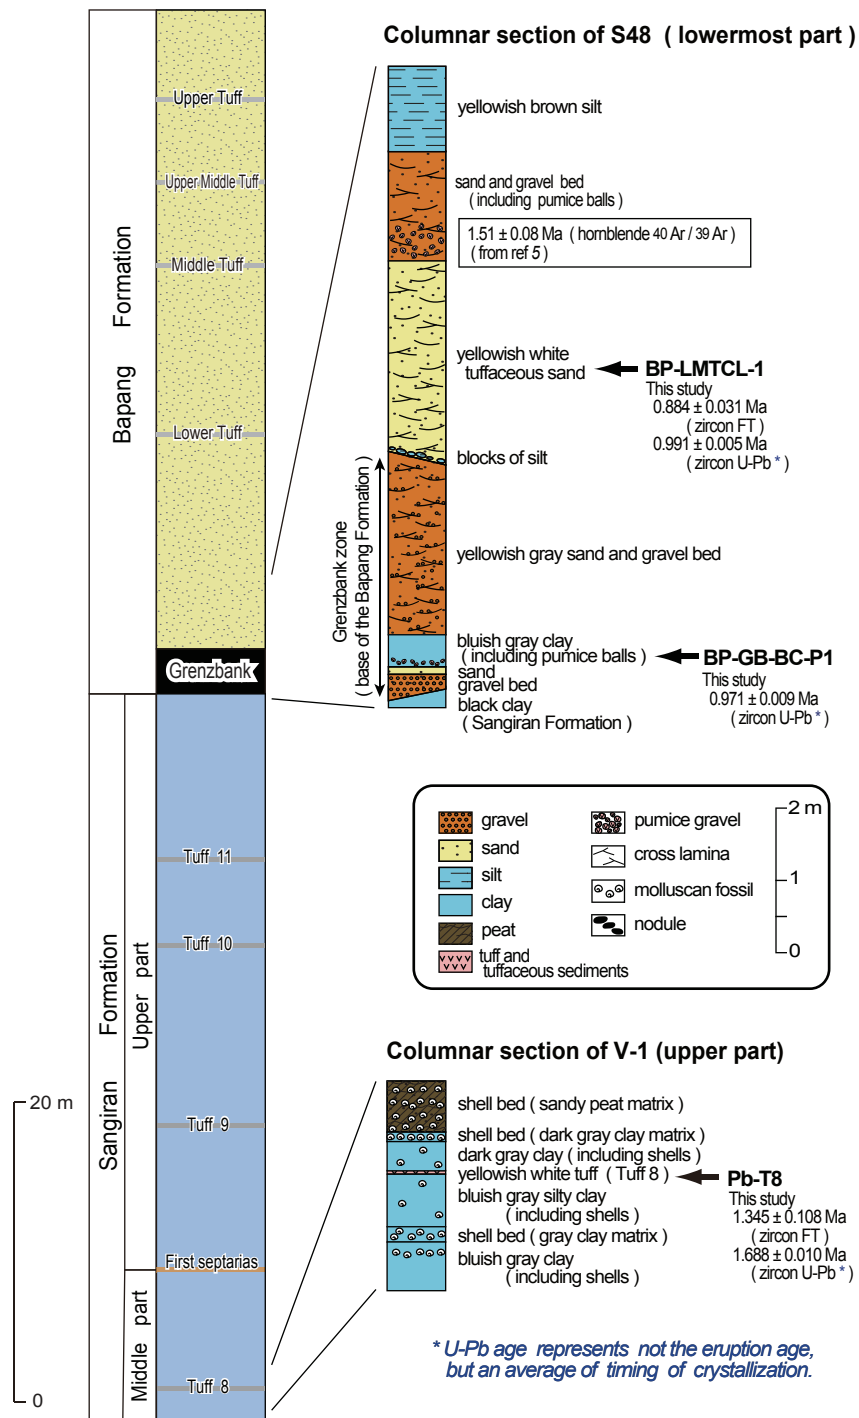 Columnar section of S48 ( lowermost part )
Upper Tuff
Upper Middle Tuff
Middle Tuff
Lower Tuff
Grenzbank
Bapang Formation
Tuff 11
Tuff 10
Tuff 9
First septarias
Tuff 8
Sangiran Formation
Upper part
Middle part
20 m
0
yellowish brown silt
sand and gravel bed
( including pumice balls )
1.51 ± 0.08 Ma ( hornblende 40 Ar / 39 Ar )
( from ref 5 )
yellowish white
tuffaceous sand
BP-LMTCL-1
This study
0.884 ± 0.031 Ma
( zircon FT )
0.991 ± 0.005 Ma
( zircon U-Pb * )
blocks of silt
Grenzbank zone
( base of the Bapang Formation )
yellowish gray sand and gravel bed
bluish gray clay
( including pumice balls )
BP-GB-BC-P1
This study
0.971 ± 0.009 Ma
( zircon U-Pb * )
sand
gravel bed
black clay
( Sangiran Formation )
gravel
sand
silt
clay
peat
tuff and
tuffaceous sediments
pumice gravel
cross lamina
molluscan fossil
nodule
2 m
1
0
Columnar section of V-1 (upper part)
shell bed ( sandy peat matrix )
shell bed ( dark gray clay matrix )
dark gray clay ( including shells )
yellowish white tuff ( Tuff 8 )
Pb-T8
This study
1.345 ± 0.108 Ma
( zircon FT )
1.688 ± 0.010 Ma
( zircon U-Pb * )
bluish gray silty clay
( including shells )
shell bed ( gray clay matrix )
bluish gray clay
( including shells )
* U-Pb age represents not the eruption age,
but an average of timing of crystallization.